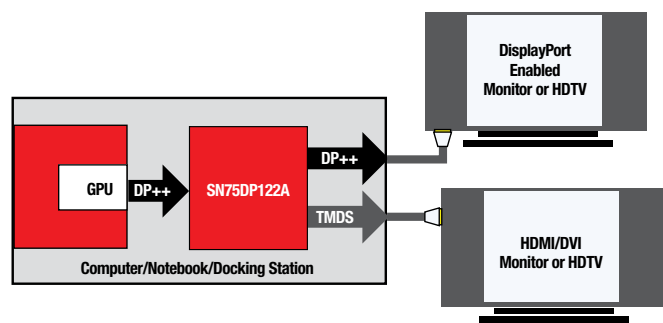 DisplayPort
Enabled
Monitor or HDTV
GPU
DP++
SN75DP122A
DP++
TMDS
Computer/Notebook/Docking Station
HDMI/DVI
Monitor or HDTV